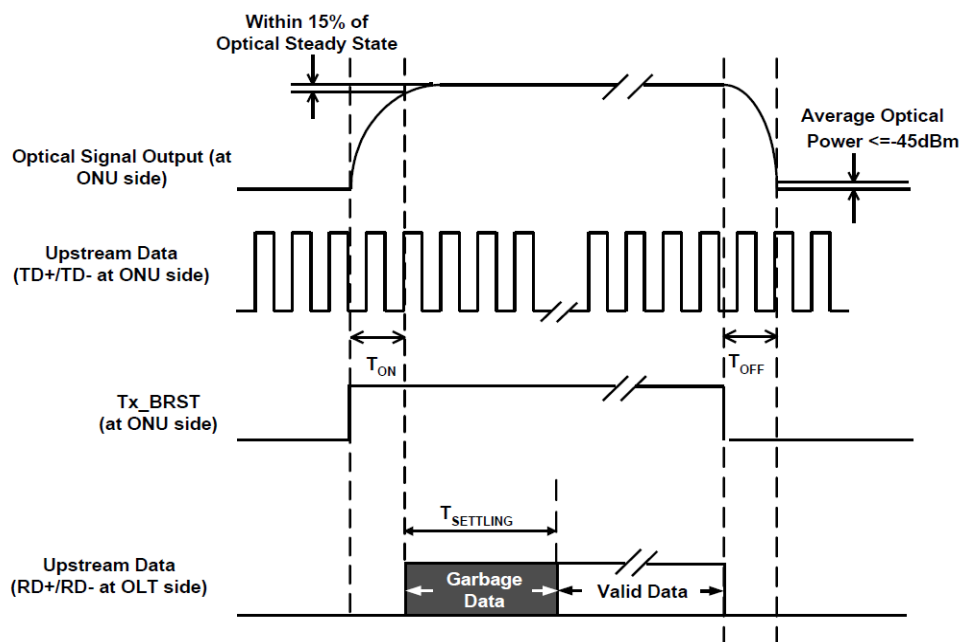 Within 15% of
Optical Steady State
Average Optical
Power <=-45dBm
Optical Signal Output (at
ONU side)
Upstream Data
(TD+/TD- at ONU side)
TON
TOFF
Tx_BRST
(at ONU side)
TSETTLING
Upstream Data
(RD+/RD- at OLT side)
Garbage
Data
Valid Data